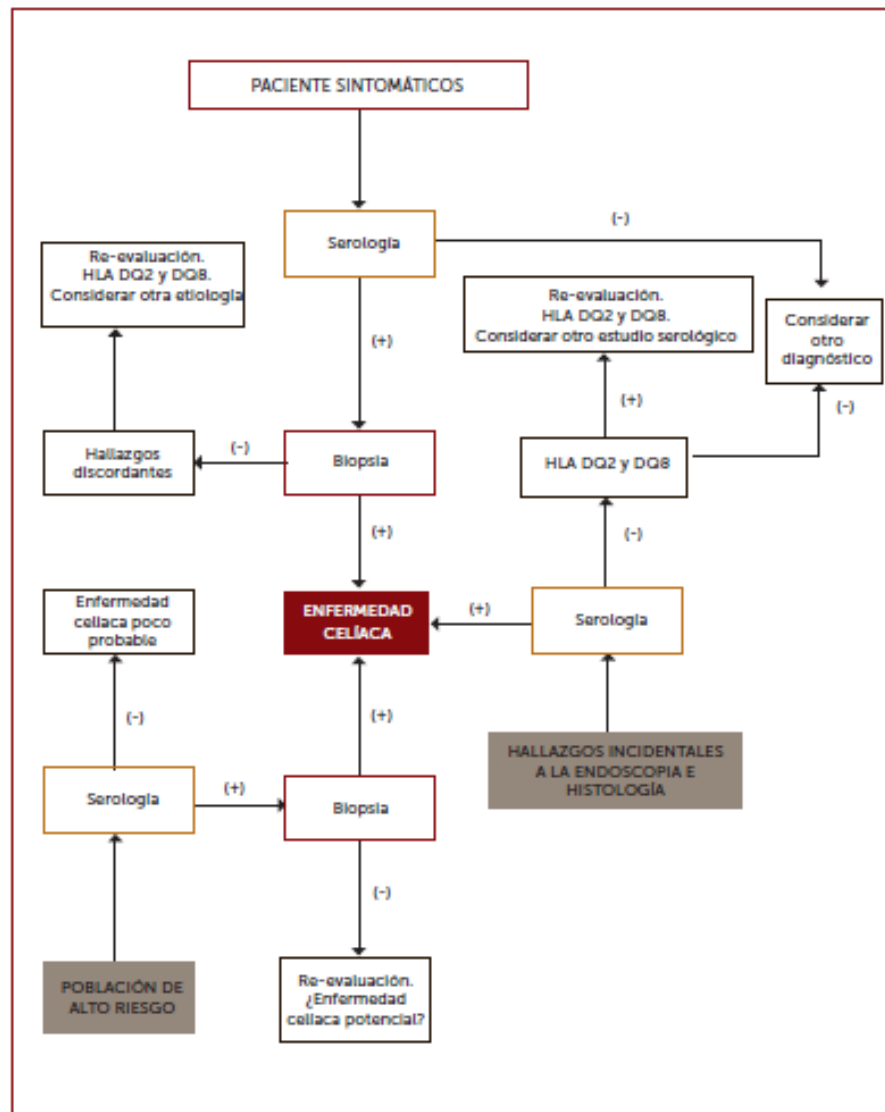 PACIENTE SINTOMÁTICOS
Serología
(-)
Re-evaluación.
HLA DQ2 y DQ8.
Considerar otra etiología
Re-evaluación.
HLA DQ2 y DQ8.
Considerar otro estudio serológico
Considerar
otro
diagnóstico
(+)
(+)
(-)
Hallazgos
discordantes
(-)
Biopsia
HLA DQ2 y DQ8
(+)
(-)
Enfermedad
celiaca poco
probable
ENFERMEDAD
CELÍACA
(+)
Serología
(-)
(+)
HALLAZGOS INCIDENTALES
A LA ENDOSCOPIA E
HISTOLOGÍA
Serología
(+)
Biopsia
(-)
POBLACIÓN DE
ALTO RIESGO
Re-evaluación.
¿Enfermedad
celiaca potencial?